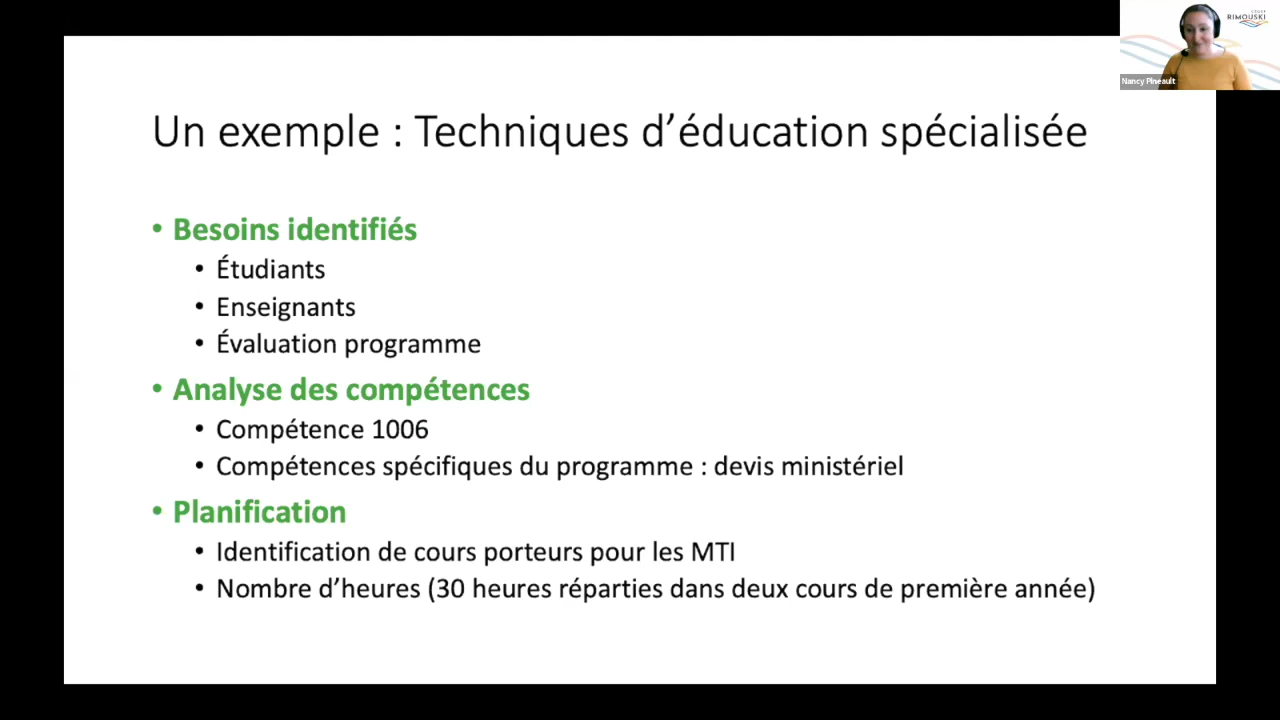 CÉGEP
RIMOUSKI
Nancy Pineault
Un exemple : Techniques d’éducation spécialisée
• Besoins identifiés
• Étudiants
• Enseignants
• Évaluation programme
• Analyse des compétences
• Compétence 1006
• Compétences spécifiques du programme : devis ministériel
• Planification
• Identification de cours porteurs pour les MTI
• Nombre d’heures (30 heures réparties dans deux cours de première année)